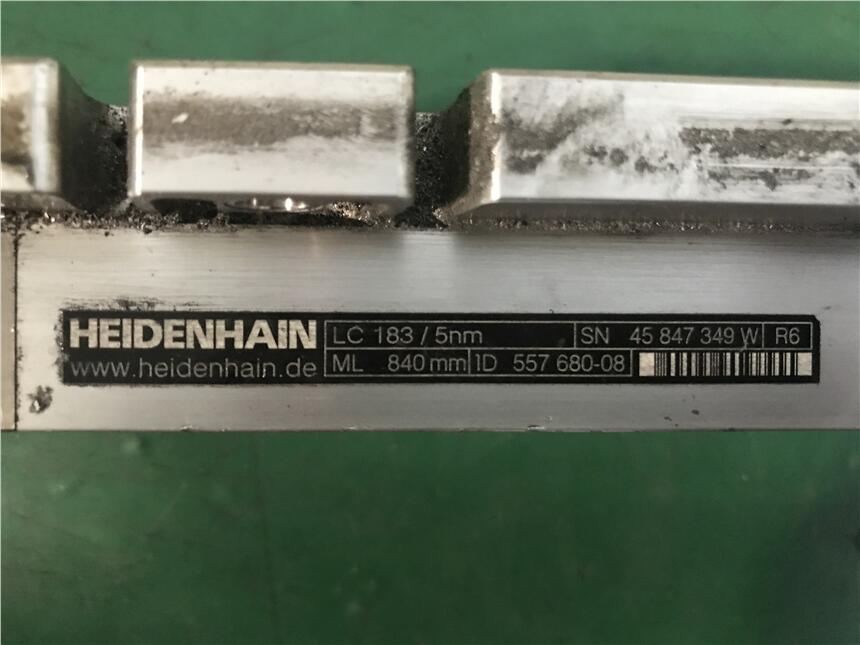 HEIDENHAIN LC 183 / 5nm SN 45 847 349 W R6
www.heidenhain.de ML 840 mm ID 557 680-08